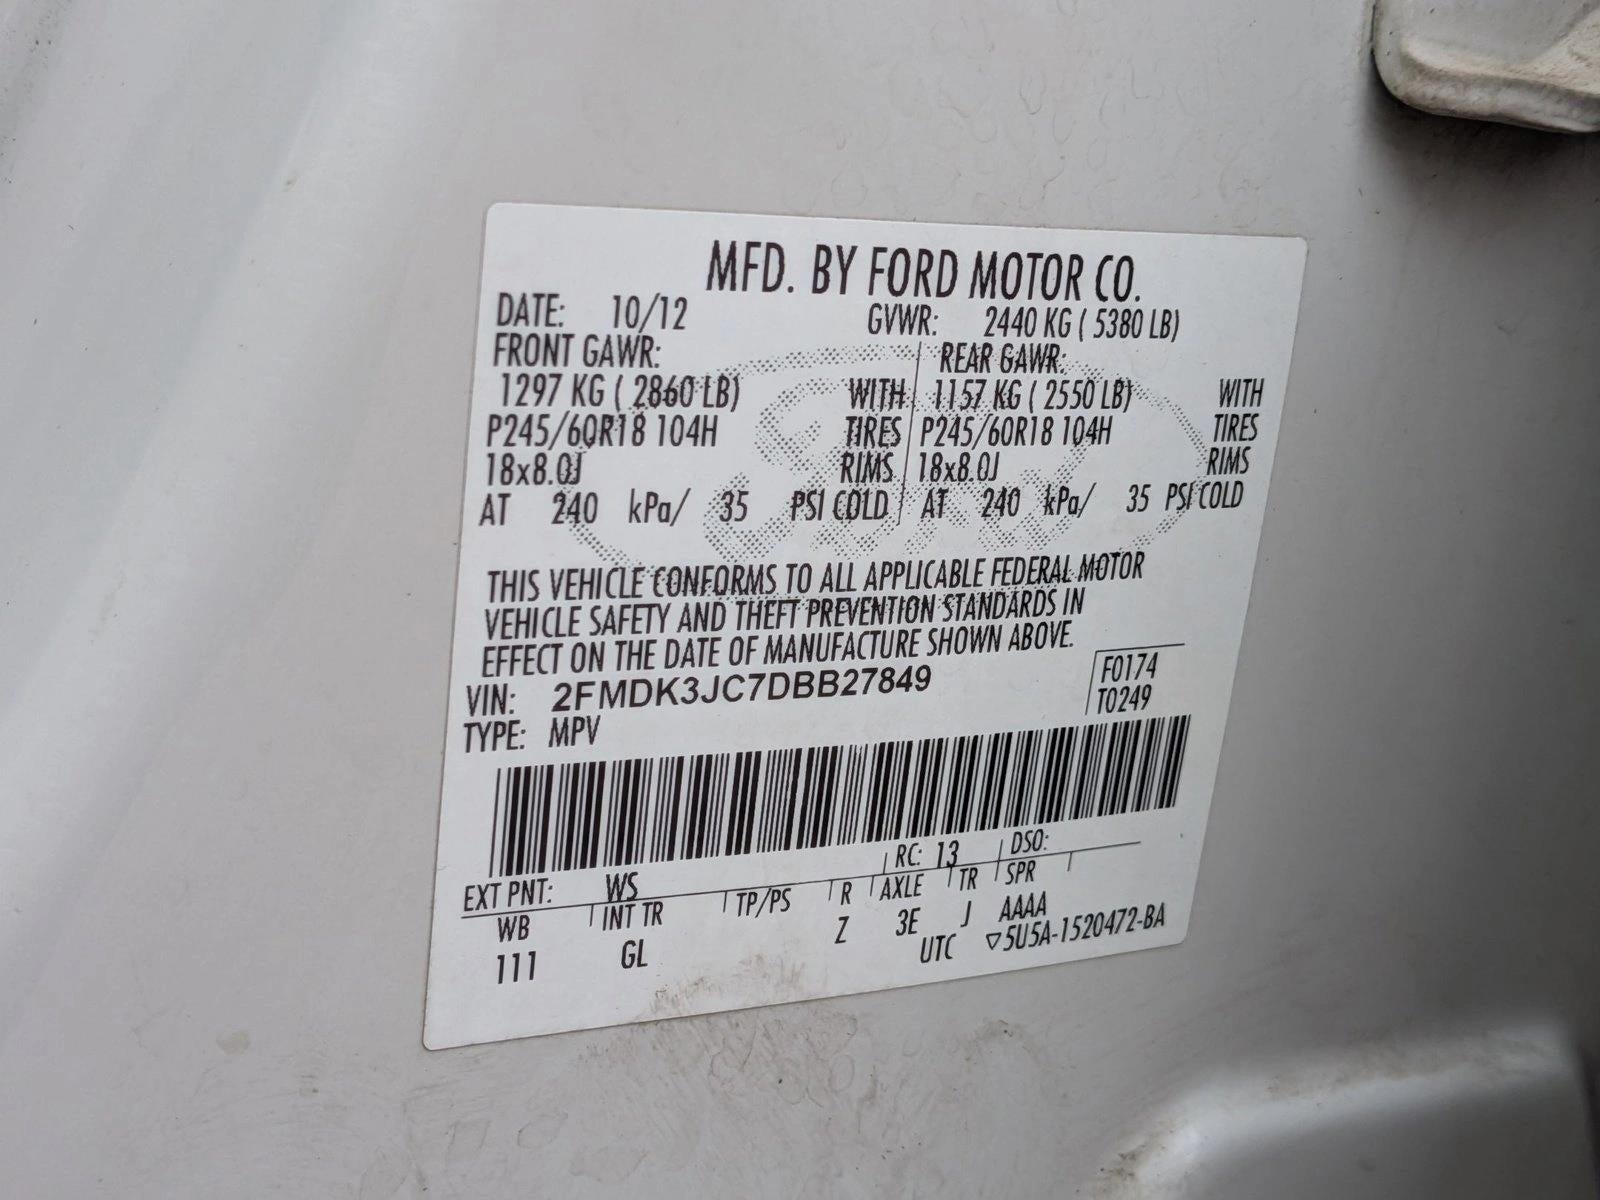 MFD. BY FORD MOTOR CO.
DATE: 10/12 GVWR: 2440 KG ( 5380 LB)
FRONT GAWR: REAR GAWR:
1297 KG ( 2860 LB) WITH 1157 KG ( 2550 LB) WITH
P245/60R18 104H TIRES P245/60R18 104H TIRES
18x8.0J RIMS 18x8.0J RIMS
AT 240 kPa/ 35 PSI COLD AT 240 kPa/ 35 PSI COLD
THIS VEHICLE CONFORMS TO ALL APPLICABLE FEDERAL MOTOR
VEHICLE SAFETY AND THEFT PREVENTION STANDARDS IN
EFFECT ON THE DATE OF MANUFACTURE SHOWN ABOVE.
VIN: 2FMDK3JC7DBB27849 F0174
TYPE: MPV T0249
EXT PNT: WS RC: 13 DSO:
WB INT TR TP/PS R AXLE TR SPR
111 GL Z 3E J AAAA
UTC ▽5U5A-1520472-BA